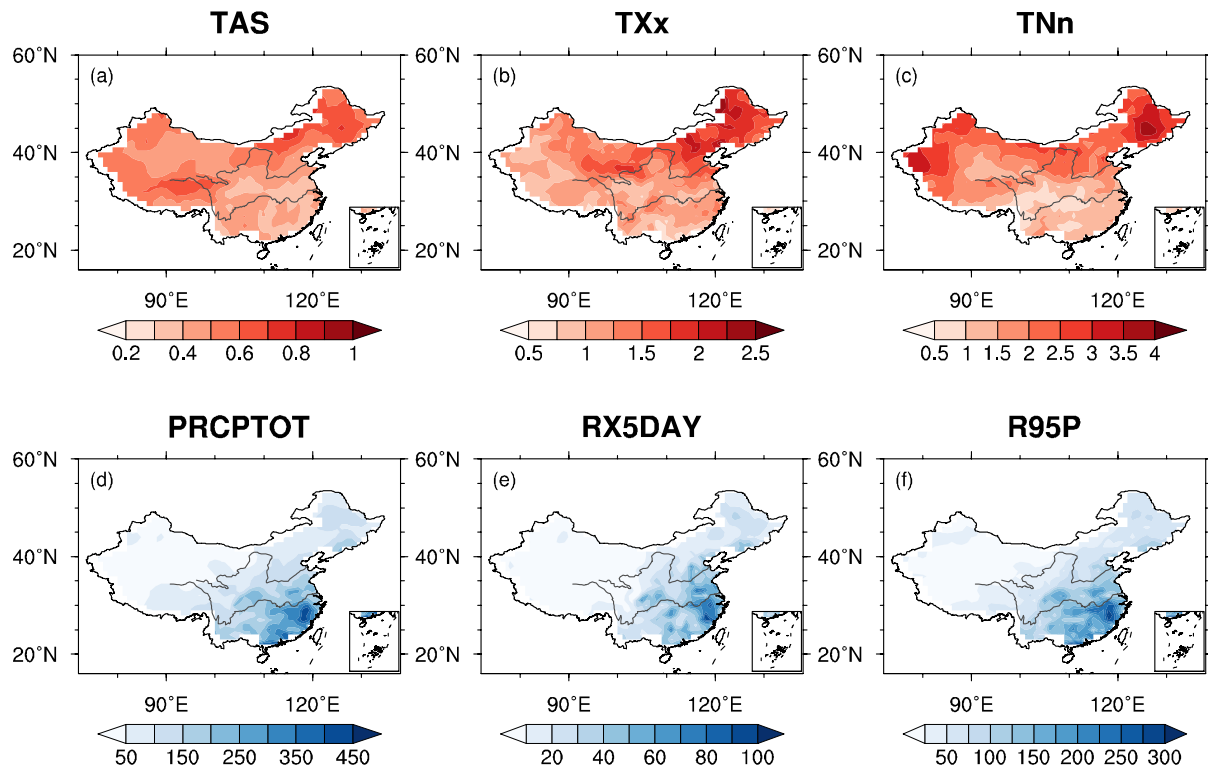 TAS TXx TNn
60°N 60°N 60°N
(a) (b) (c)
40°N 40°N 40°N
20°N 20°N 20°N
90°E 120°E 90°E 120°E 90°E 120°E
0.2 0.4 0.6 0.8 1 0.5 1 1.5 2 2.5 0.5 1 1.5 2 2.5 3 3.5 4
PRCPTOT RX5DAY R95P
60°N 60°N 60°N
(d) (e) (f)
40°N 40°N 40°N
20°N 20°N 20°N
90°E 120°E 90°E 120°E 90°E 120°E
50 150 250 350 450 20 40 60 80 100 50 100 150 200 250 300